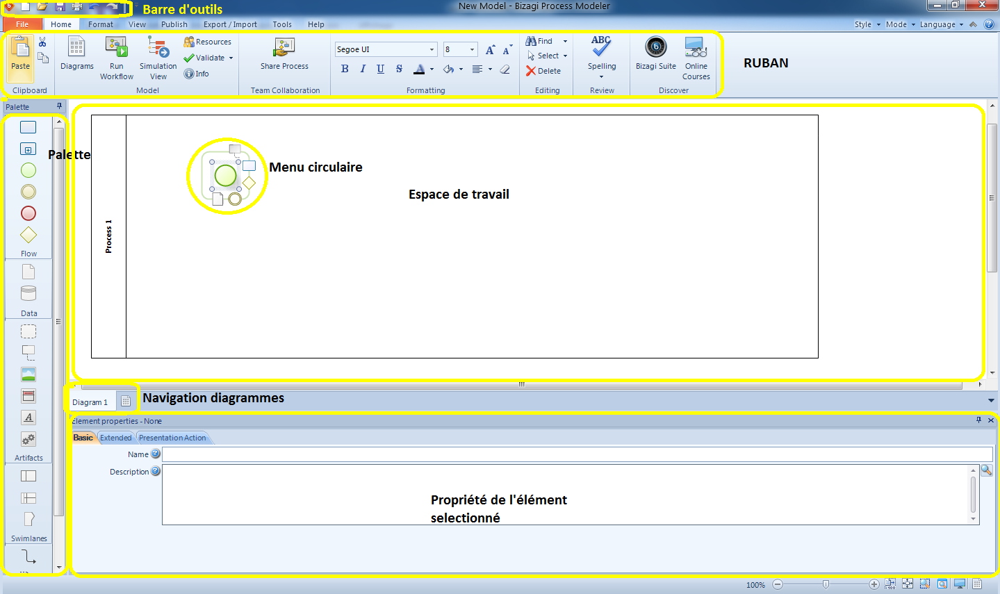 Barre d'outils
New Model - Bizagi Process Modeler
File Home Format View Publish Export / Import Tools Help
Style Mode Language
Paste
Diagrams
Run Workflow
Simulation View
Resources
Validate
Info
Share Process
Segoe UI 8
B I U S A
Find
Select
Delete
ABC
Spelling
Bizagi Suite
Online Courses
RUBAN
Clipboard Model Team Collaboration Formatting Editing Review Discover
Palette
Palette
Flow
Data
A
Artifacts
Swimlanes
Process 1
Menu circulaire
Espace de travail
Diagram 1
Navigation diagrammes
Element properties - None
Basic Extended Presentation Action
Name
Description
Propriété de l'élément
selectionné
100%